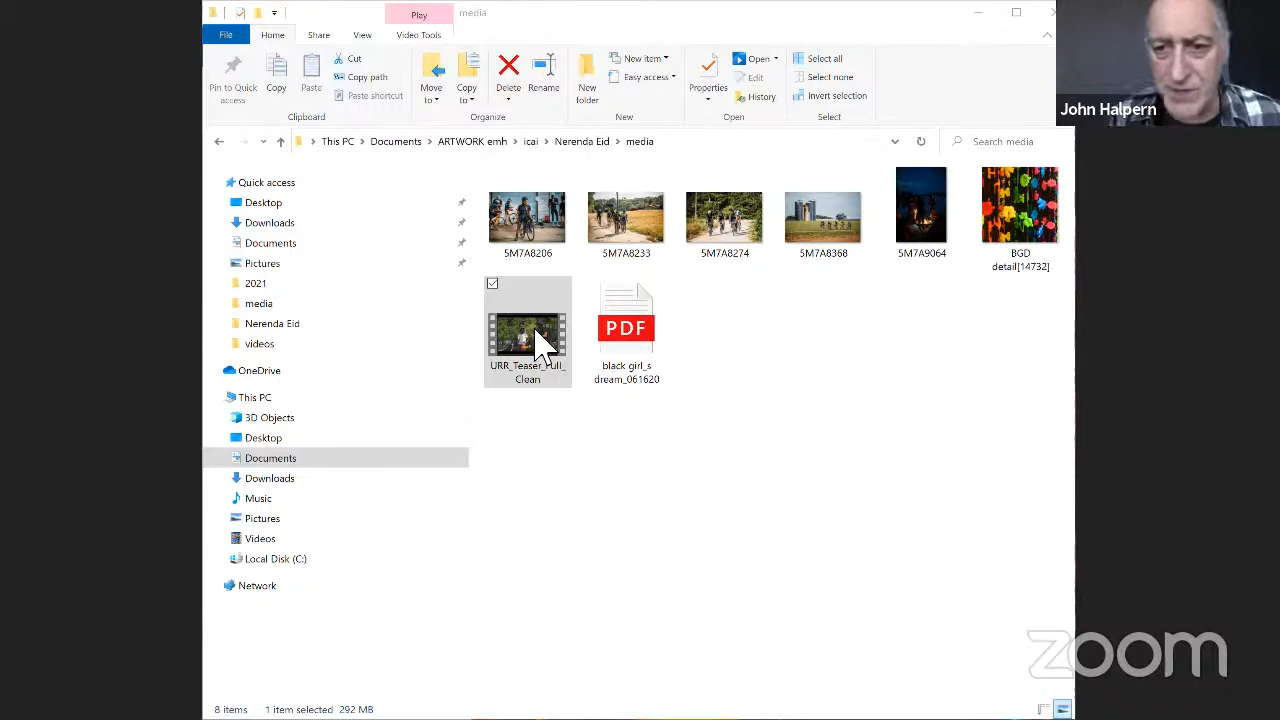 Play
media
File
Home
Share
View
Video Tools
Pin to Quick access
Copy
Paste
Cut
Copy path
Paste shortcut
Clipboard
Move to
Copy to
Delete
Rename
Organize
New folder
New item
Easy access
New
Properties
Open
Edit
History
Open
Select all
Select none
Invert selection
Select
John Halpern
This PC > Documents > ARTWORK emh > icai > Nerenda Eid > media
Search media
Quick access
Desktop
Downloads
Documents
Pictures
2021
media
Nerenda Eid
videos
OneDrive
This PC
3D Objects
Desktop
Documents
Downloads
Music
Pictures
Videos
Local Disk (C:)
Network
5M7A8206
5M7A8233
5M7A8274
5M7A8368
5M7A9064
BGD
detail[14732]
URR_Teaser_Full_
Clean
PDF
black girl_s
dream_061620
8 items
1 item selected 292 MB
zoom